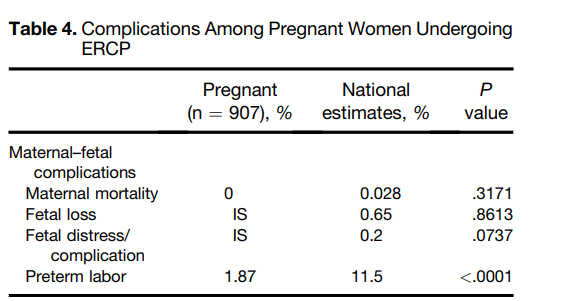 Table 4. Complications Among Pregnant Women Undergoing
ERCP
Pregnant National P
(n = 907), % estimates, % value
Maternal–fetal
complications
Maternal mortality 0 0.028 .3171
Fetal loss IS 0.65 .8613
Fetal distress/ IS 0.2 .0737
complication
Preterm labor 1.87 11.5 <.0001